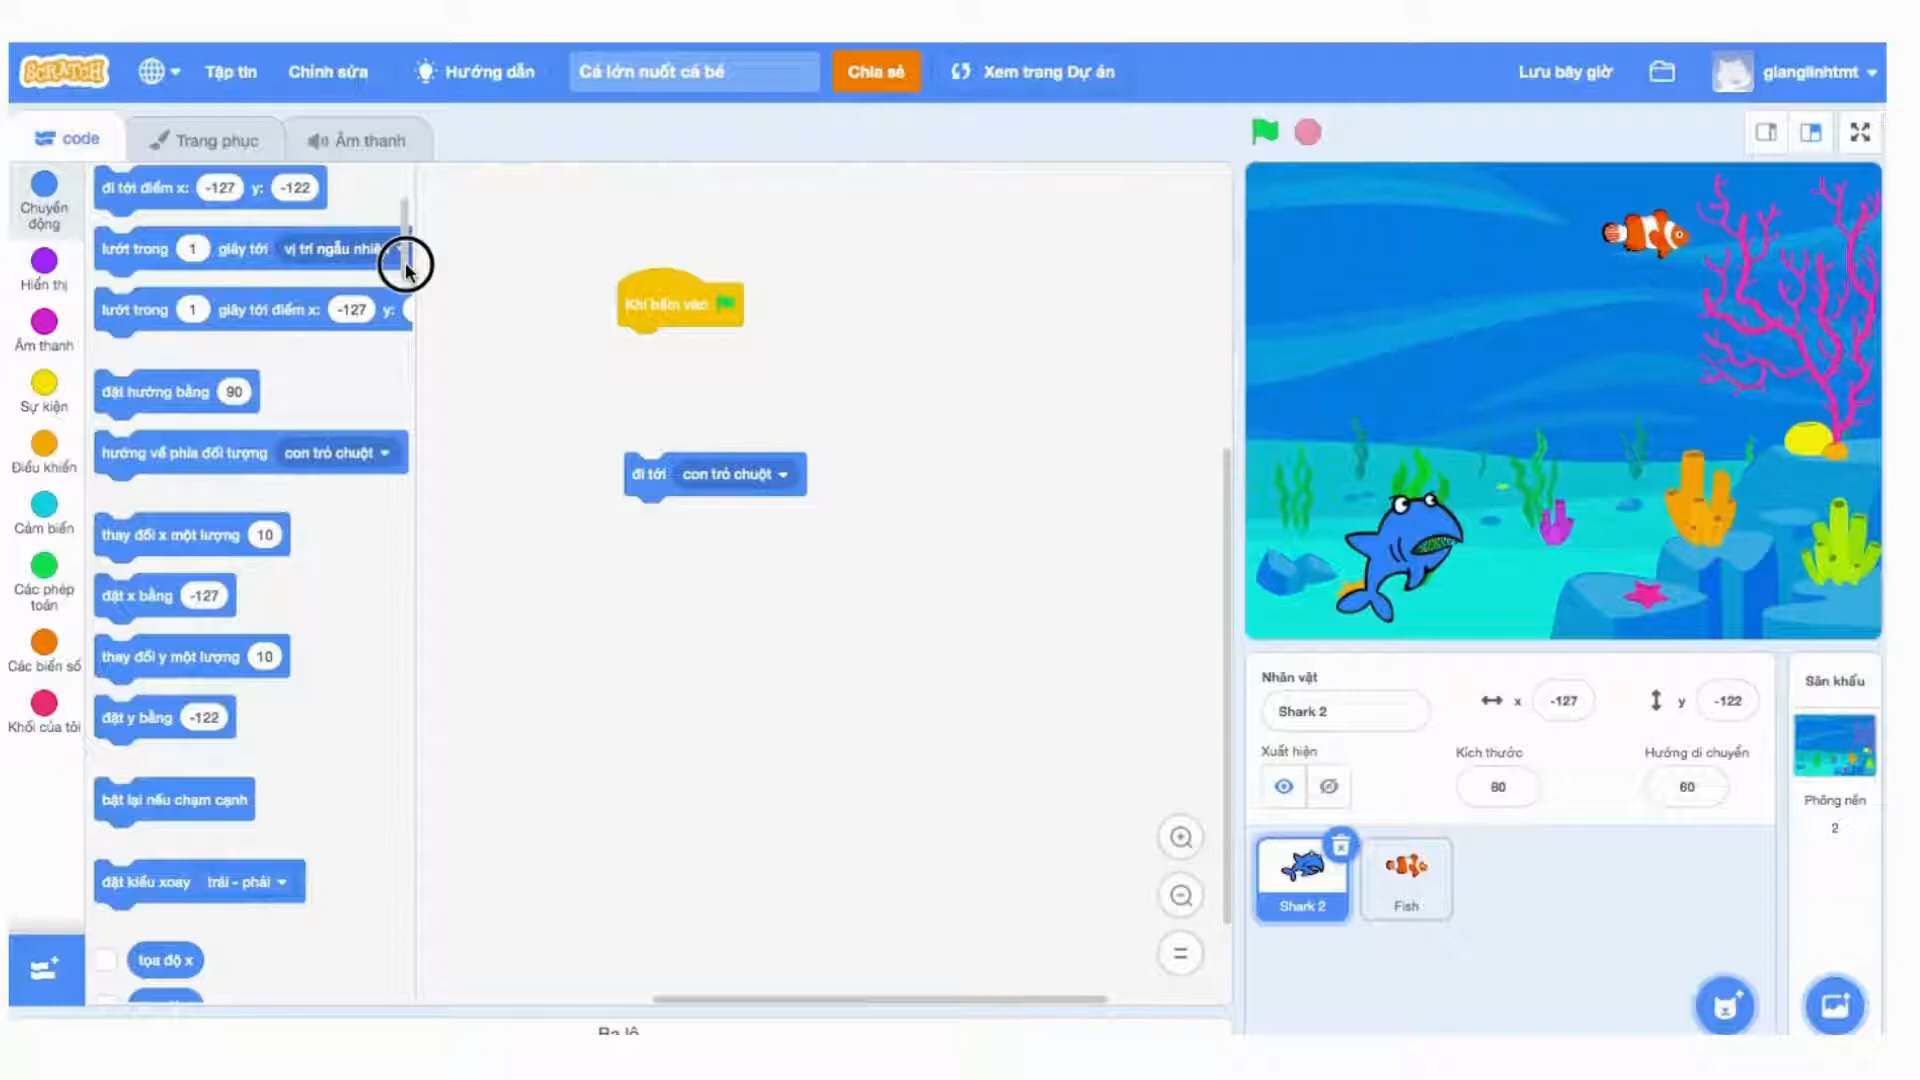 SCRATCH
Tập tin
Chỉnh sửa
Hướng dẫn
Cá lớn nuốt cá bé
Chia sẻ
Xem trang Dự án
Lưu bây giờ
gianglinhtmt
code
Trang phục
Âm thanh
Chuyển động
Hiển thị
Âm thanh
Sự kiện
Điều khiển
Cảm biến
Các phép toán
Các biến số
Khối của tôi
đi tới điểm x: -127 y: -122
lướt trong 1 giây tới vị trí ngẫu nhiê
lướt trong 1 giây tới điểm x: -127 y:
đặt hướng bằng 90
hướng về phía đối tượng con trỏ chuột
thay đổi x một lượng 10
đặt x bằng -127
thay đổi y một lượng 10
đặt y bằng -122
bật lại nếu chạm cạnh
đặt kiểu xoay trái - phải
tọa độ x
Khi bấm vào
đi tới con trỏ chuột
Nhân vật
Shark 2
x -127
y -122
Xuất hiện
Kích thước
80
Hướng di chuyển
60
Shark 2
Fish
Sân khấu
Phông nền
2
Ba lô